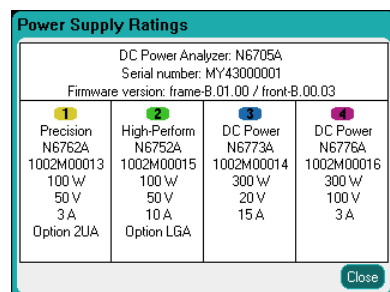 Power Supply Ratings
DC Power Analyzer: N6705A
Serial number: MY43000001
Firmware version: frame-B.01.00 / front-B.00.03
1 2 3 4
Precision High-Perform DC Power DC Power
N6762A N6752A N6773A N6776A
1002M00013 1002M00015 1002M00014 1002M00016
100 W 100 W 300 W 300 W
50 V 50 V 20 V 100 V
3 A 10 A 15 A 3 A
Option 2UA Option LGA
Close